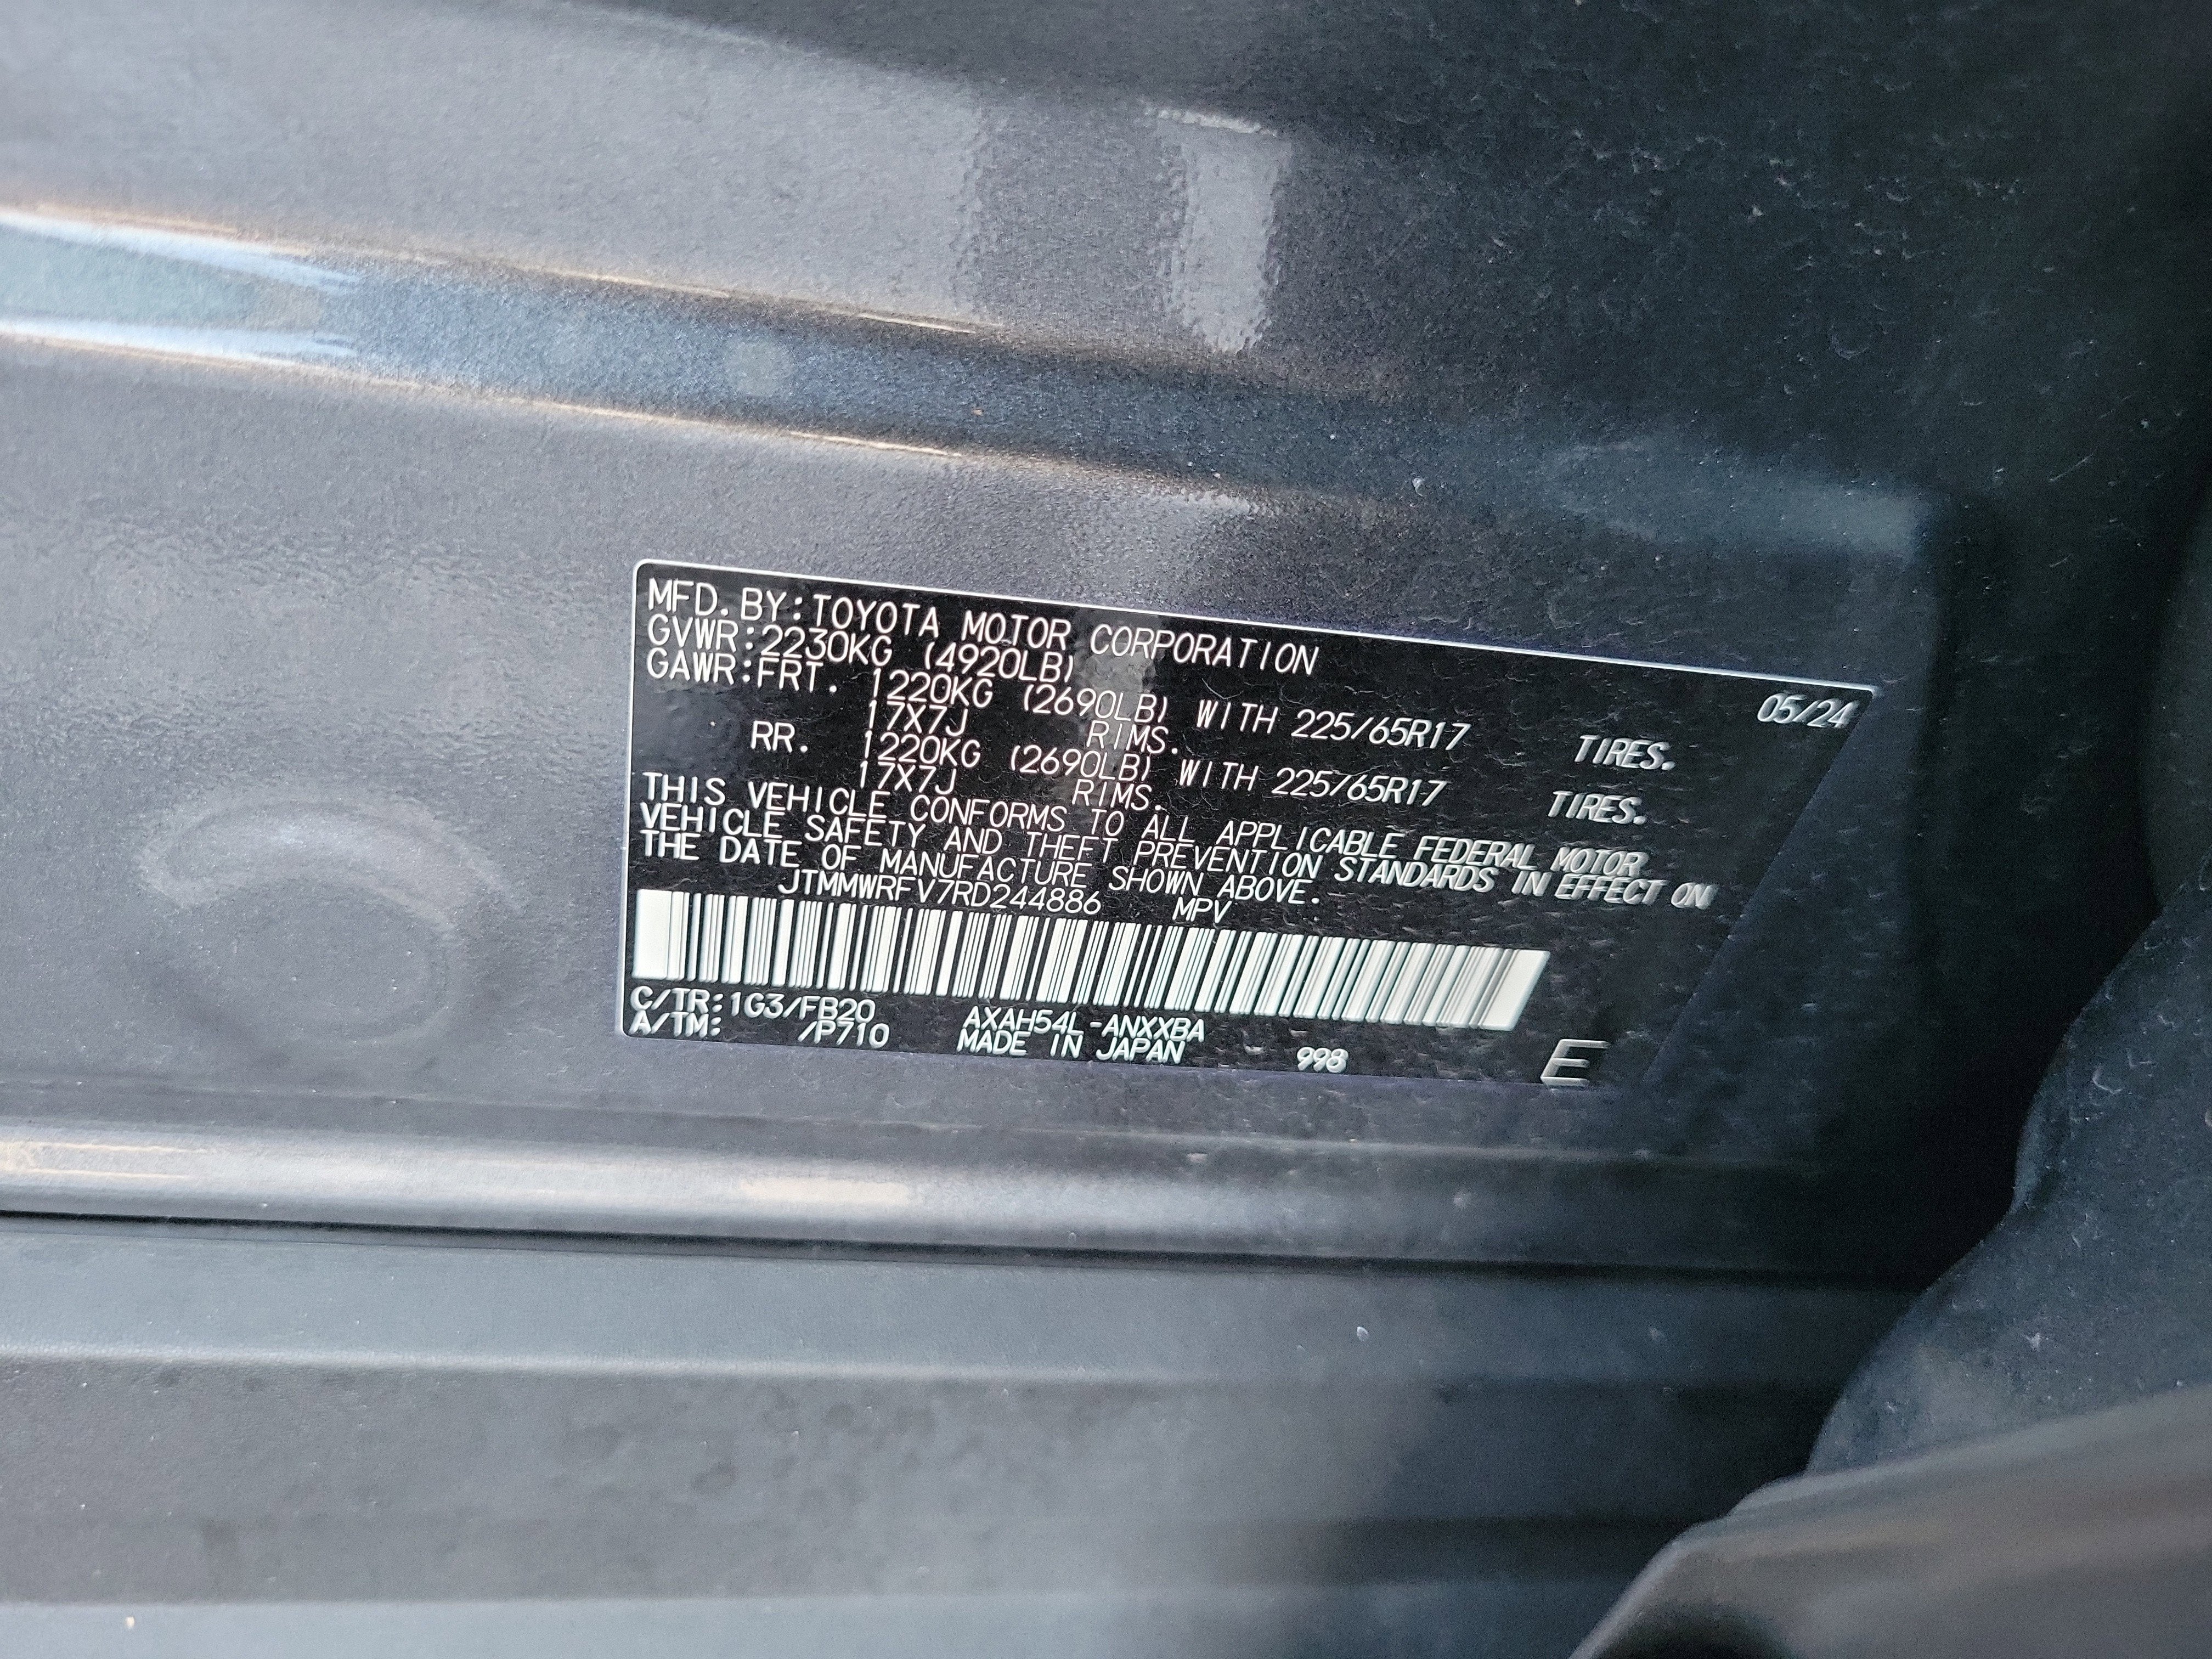 MFD. BY:TOYOTA MOTOR CORPORATION 05/24
GVWR:2230KG (4920LB)
GAWR:FRT. 1220KG (2690LB) WITH 225/65R17 TIRES.
17X7J RIMS.
RR. 1220KG (2690LB) WITH 225/65R17 TIRES.
17X7J RIMS.
THIS VEHICLE CONFORMS TO ALL APPLICABLE FEDERAL MOTOR
VEHICLE SAFETY AND THEFT PREVENTION STANDARDS IN EFFECT ON
THE DATE OF MANUFACTURE SHOWN ABOVE.
JTMMWRFV7RD244886 MPV
C/TR:1G3/FB20 AXAH54L-ANXXBA
A/TM: /P710 MADE IN JAPAN 998 E